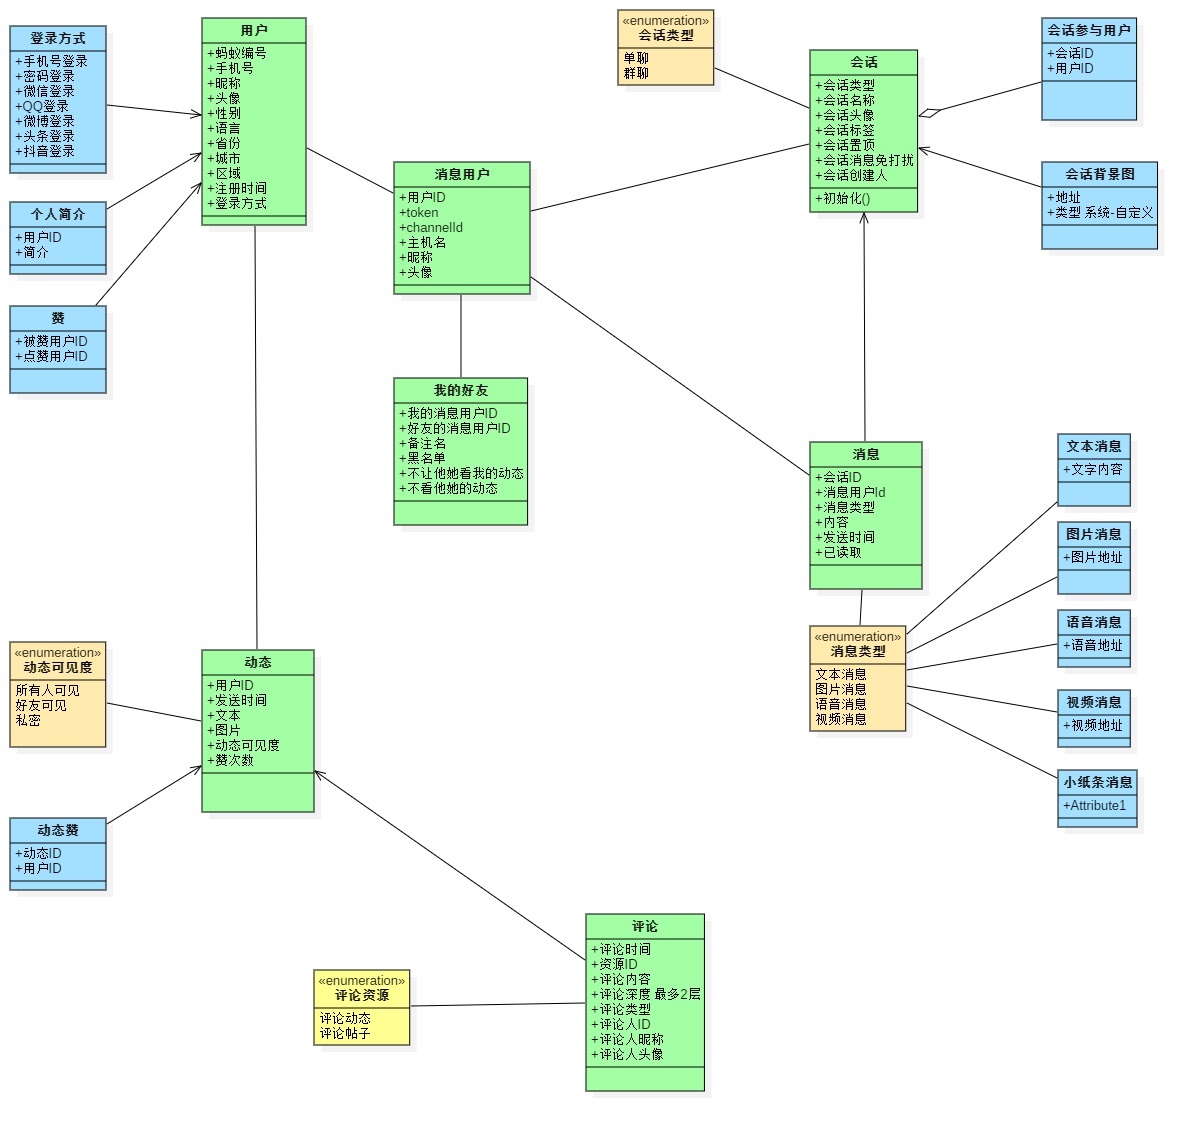 登录方式
+手机号登录
+密码登录
+微信登录
+QQ登录
+微博登录
+头条登录
+抖音登录
个人简介
+用户ID
+简介
赞
+被赞用户ID
+点赞用户ID
用户
+蚂蚁编号
+手机号
+昵称
+头像
+性别
+语言
+省份
+城市
+区域
+注册时间
+登录方式
消息用户
+用户ID
+token
+channelId
+主机名
+昵称
+头像
我的好友
+我的消息用户ID
+好友的消息用户ID
+备注名
+黑名单
+不让他她看我的动态
+不看他她的动态
«enumeration»
会话类型
单聊
群聊
会话
+会话类型
+会话名称
+会话头像
+会话标签
+会话置顶
+会话消息免打扰
+会话创建人
+初始化()
会话参与用户
+会话ID
+用户ID
会话背景图
+地址
+类型 系统-自定义
消息
+会话ID
+消息用户Id
+消息类型
+内容
+发送时间
+已读取
«enumeration»
消息类型
文本消息
图片消息
语音消息
视频消息
文本消息
+文字内容
图片消息
+图片地址
语音消息
+语音地址
视频消息
+视频地址
小纸条消息
+Attribute1
«enumeration»
动态可见度
所有人可见
好友可见
私密
动态
+用户ID
+发送时间
+文本
+图片
+动态可见度
+赞次数
动态赞
+动态ID
+用户ID
«enumeration»
评论资源
评论动态
评论帖子
评论
+评论时间
+资源ID
+评论内容
+评论深度 最多2层
+评论类型
+评论人ID
+评论人昵称
+评论人头像